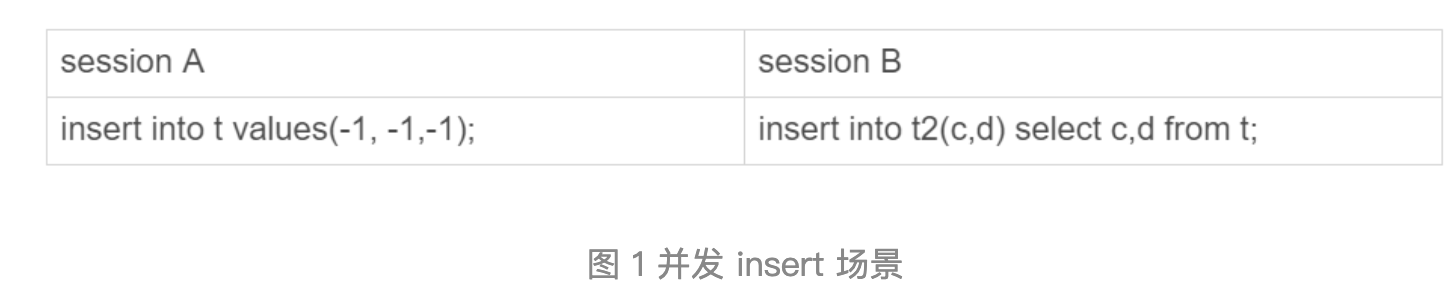 session A
session B
insert into t values(-1, -1,-1);
insert into t2(c,d) select c,d from t;
图 1 并发 insert 场景